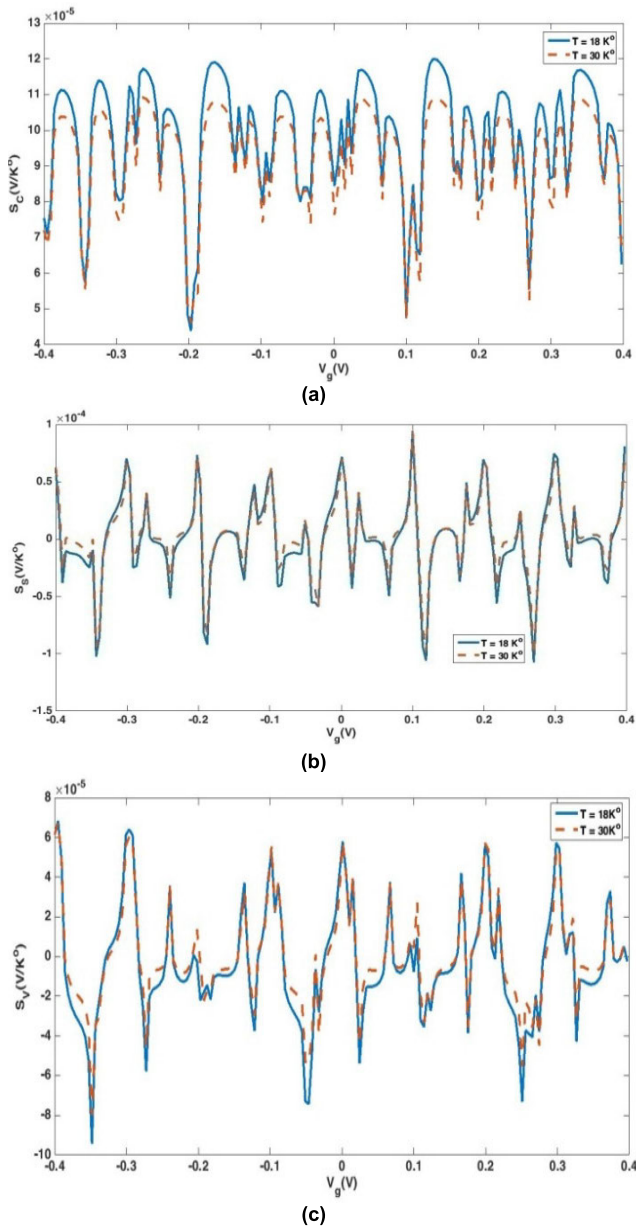 ×10⁻⁵
13
12
11
10
9
8
7
6
5
4
S_C(V/K°)
T = 18 K°
T = 30 K°
-0.4 -0.3 -0.2 -0.1 0 0.1 0.2 0.3 0.4
V_g(V)
(a)
×10⁻⁴
1
0.5
0
-0.5
-1
-1.5
S_S(V/K°)
T = 18 K°
T = 30 K°
-0.4 -0.3 -0.2 -0.1 0 0.1 0.2 0.3 0.4
V_g(V)
(b)
×10⁻⁵
8
6
4
2
0
-2
-4
-6
-8
-10
S_V(V/K°)
T = 18K°
T = 30K°
-0.4 -0.3 -0.2 -0.1 0 0.1 0.2 0.3 0.4
V_g(V)
(c)